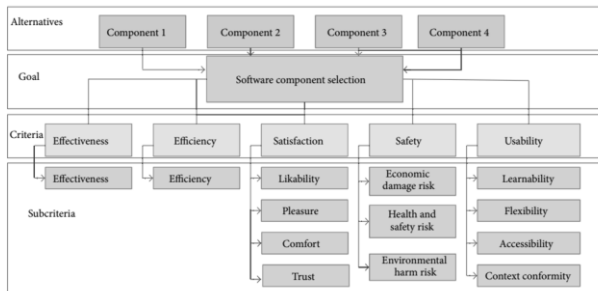 Alternatives
Component 1
Component 2
Component 3
Component 4
Goal
Software component selection
Criteria
Effectiveness
Efficiency
Satisfaction
Safety
Usability
Subcriteria
Effectiveness
Efficiency
Likability
Pleasure
Comfort
Trust
Economic
damage risk
Health and
safety risk
Environmental
harm risk
Learnability
Flexibility
Accessibility
Context conformity